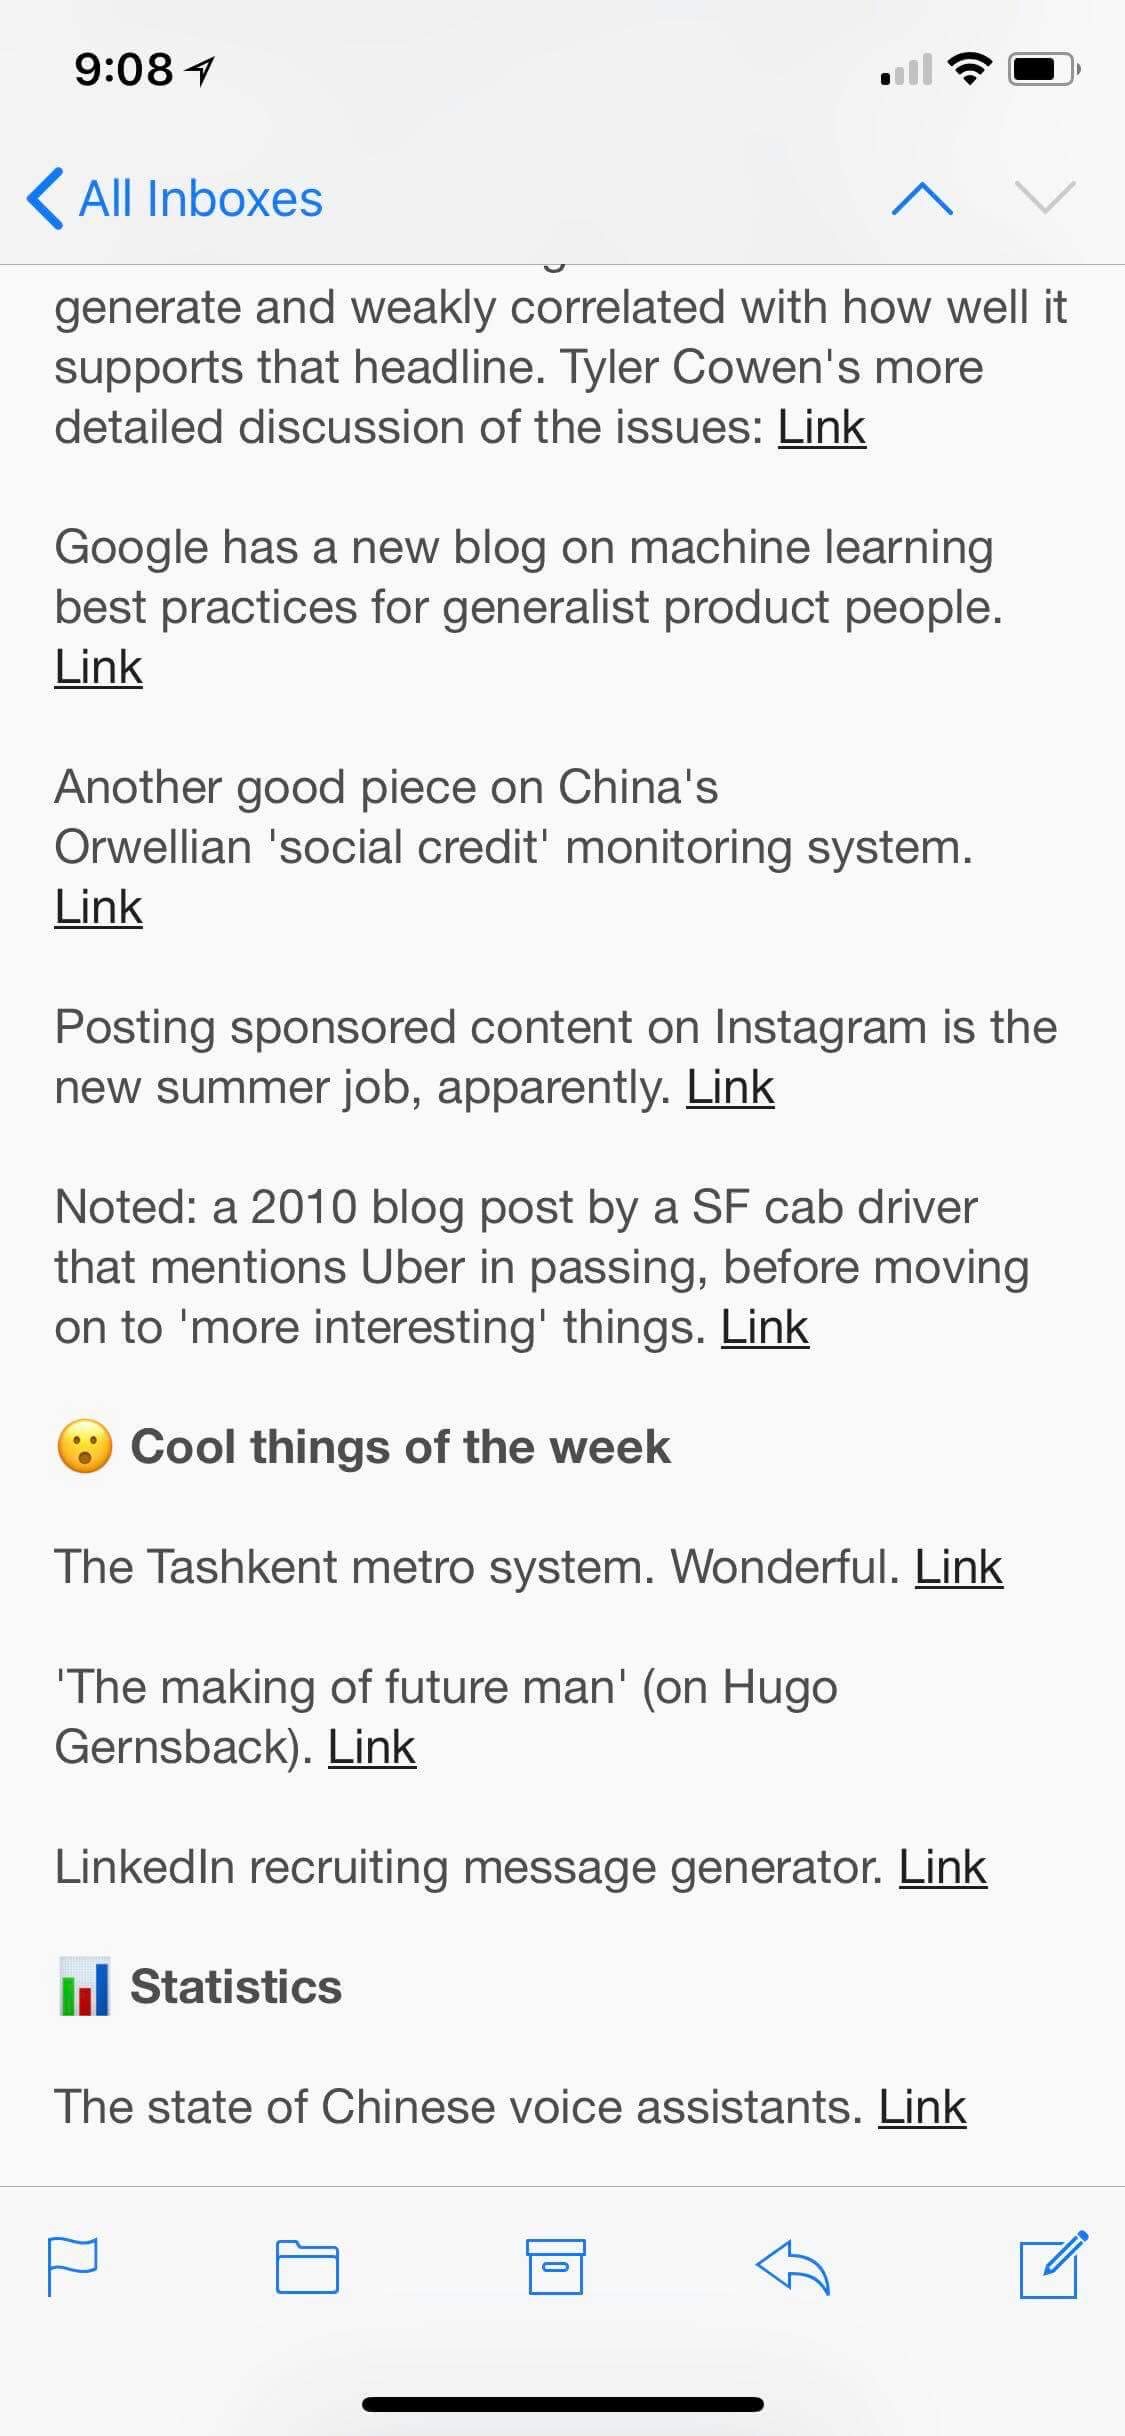 9:08
All Inboxes
generate and weakly correlated with how well it
supports that headline. Tyler Cowen's more
detailed discussion of the issues: Link
Google has a new blog on machine learning
best practices for generalist product people.
Link
Another good piece on China's
Orwellian 'social credit' monitoring system.
Link
Posting sponsored content on Instagram is the
new summer job, apparently. Link
Noted: a 2010 blog post by a SF cab driver
that mentions Uber in passing, before moving
on to 'more interesting' things. Link
😮 Cool things of the week
The Tashkent metro system. Wonderful. Link
'The making of future man' (on Hugo
Gernsback). Link
LinkedIn recruiting message generator. Link
📊 Statistics
The state of Chinese voice assistants. Link